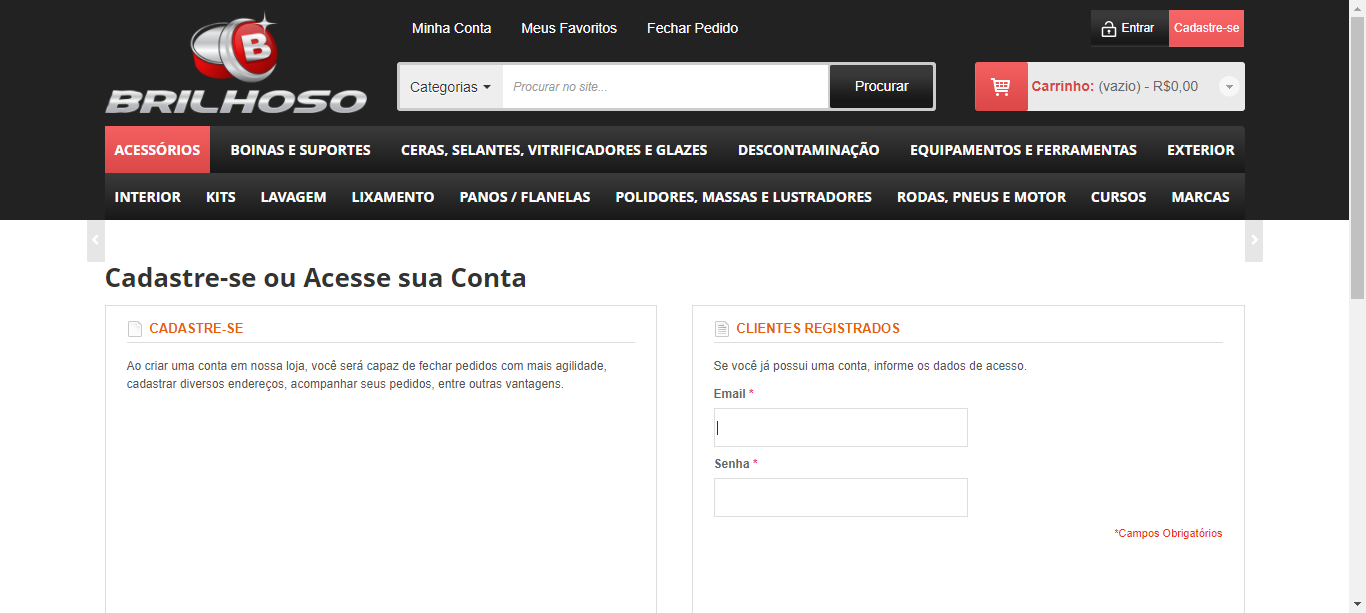 Minha Conta Meus Favoritos Fechar Pedido
Entrar Cadastre-se
B
BRILHOSO
Categorias Procurar no site... Procurar
Carrinho: (vazio) - R$0,00
ACESSÓRIOS BOINAS E SUPORTES CERAS, SELANTES, VITRIFICADORES E GLAZES DESCONTAMINAÇÃO EQUIPAMENTOS E FERRAMENTAS EXTERIOR
INTERIOR KITS LAVAGEM LIXAMENTO PANOS / FLANELAS POLIDORES, MASSAS E LUSTRADORES RODAS, PNEUS E MOTOR CURSOS MARCAS
Cadastre-se ou Acesse sua Conta
CADASTRE-SE
Ao criar uma conta em nossa loja, você será capaz de fechar pedidos com mais agilidade,
cadastrar diversos endereços, acompanhar seus pedidos, entre outras vantagens.
CLIENTES REGISTRADOS
Se você já possui uma conta, informe os dados de acesso.
Email *
Senha *
*Campos Obrigatórios